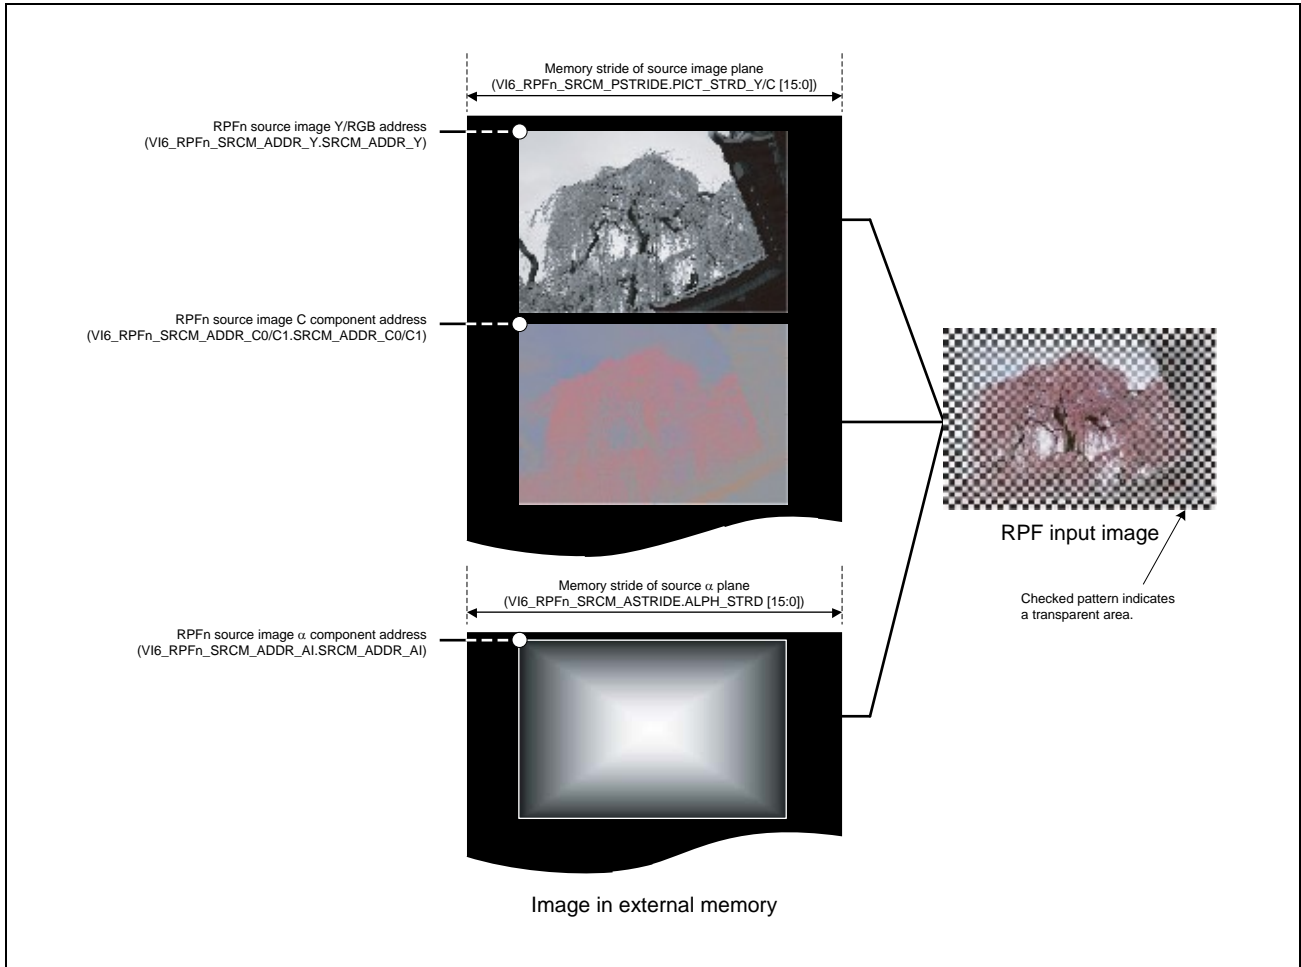 Memory stride of source image plane
(VI6_RPFn_SRCM_PSTRIDE.PICT_STRD_Y/C [15:0])
RPFn source image Y/RGB address
(VI6_RPFn_SRCM_ADDR_Y.SRCM_ADDR_Y)
RPFn source image C component address
(VI6_RPFn_SRCM_ADDR_C0/C1.SRCM_ADDR_C0/C1)
RPF input image
Checked pattern indicates
a transparent area.
Memory stride of source α plane
(VI6_RPFn_SRCM_ASTRIDE.ALPH_STRD [15:0])
RPFn source image α component address
(VI6_RPFn_SRCM_ADDR_AI.SRCM_ADDR_AI)
Image in external memory